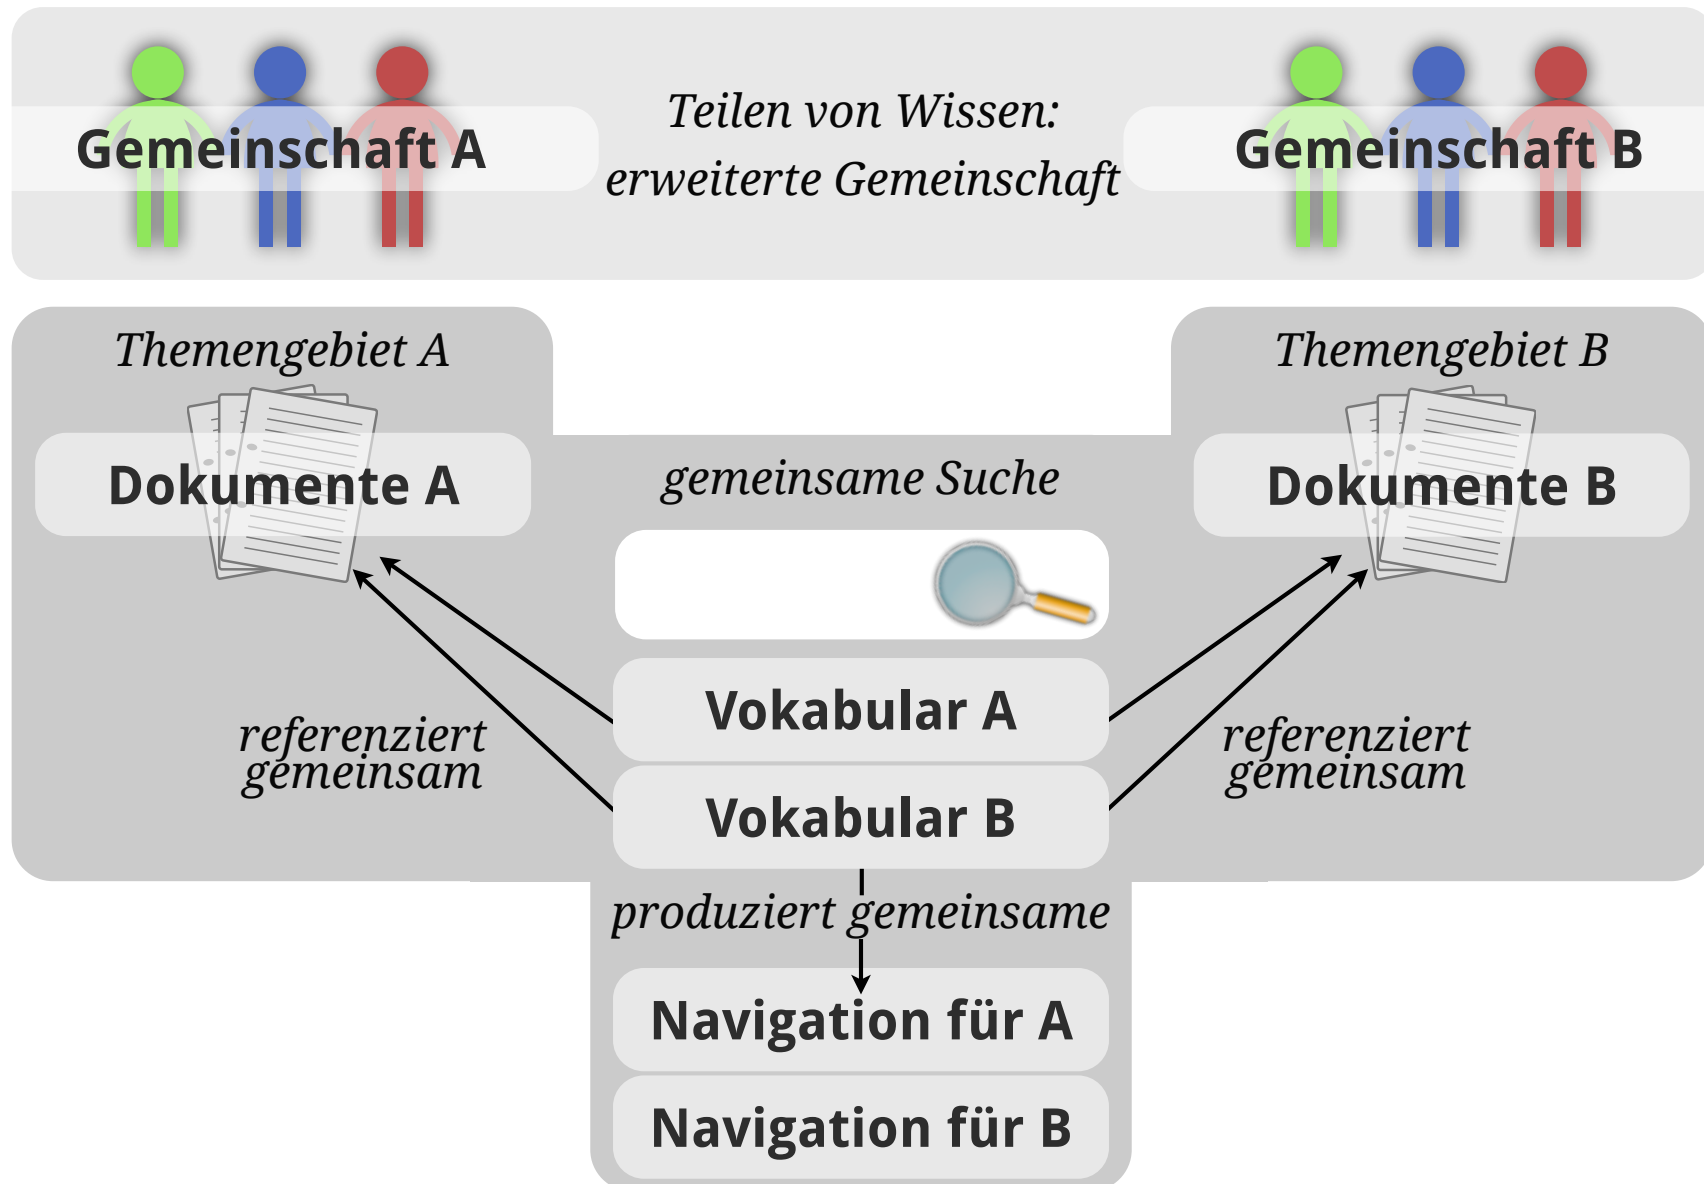 Gemeinschaft A
Teilen von Wissen:
erweiterte Gemeinschaft
Gemeinschaft B
Themengebiet A
Dokumente A
Themengebiet B
Dokumente B
gemeinsame Suche
Vokabular A
Vokabular B
referenziert
gemeinsam
referenziert
gemeinsam
produziert gemeinsame
Navigation für A
Navigation für B